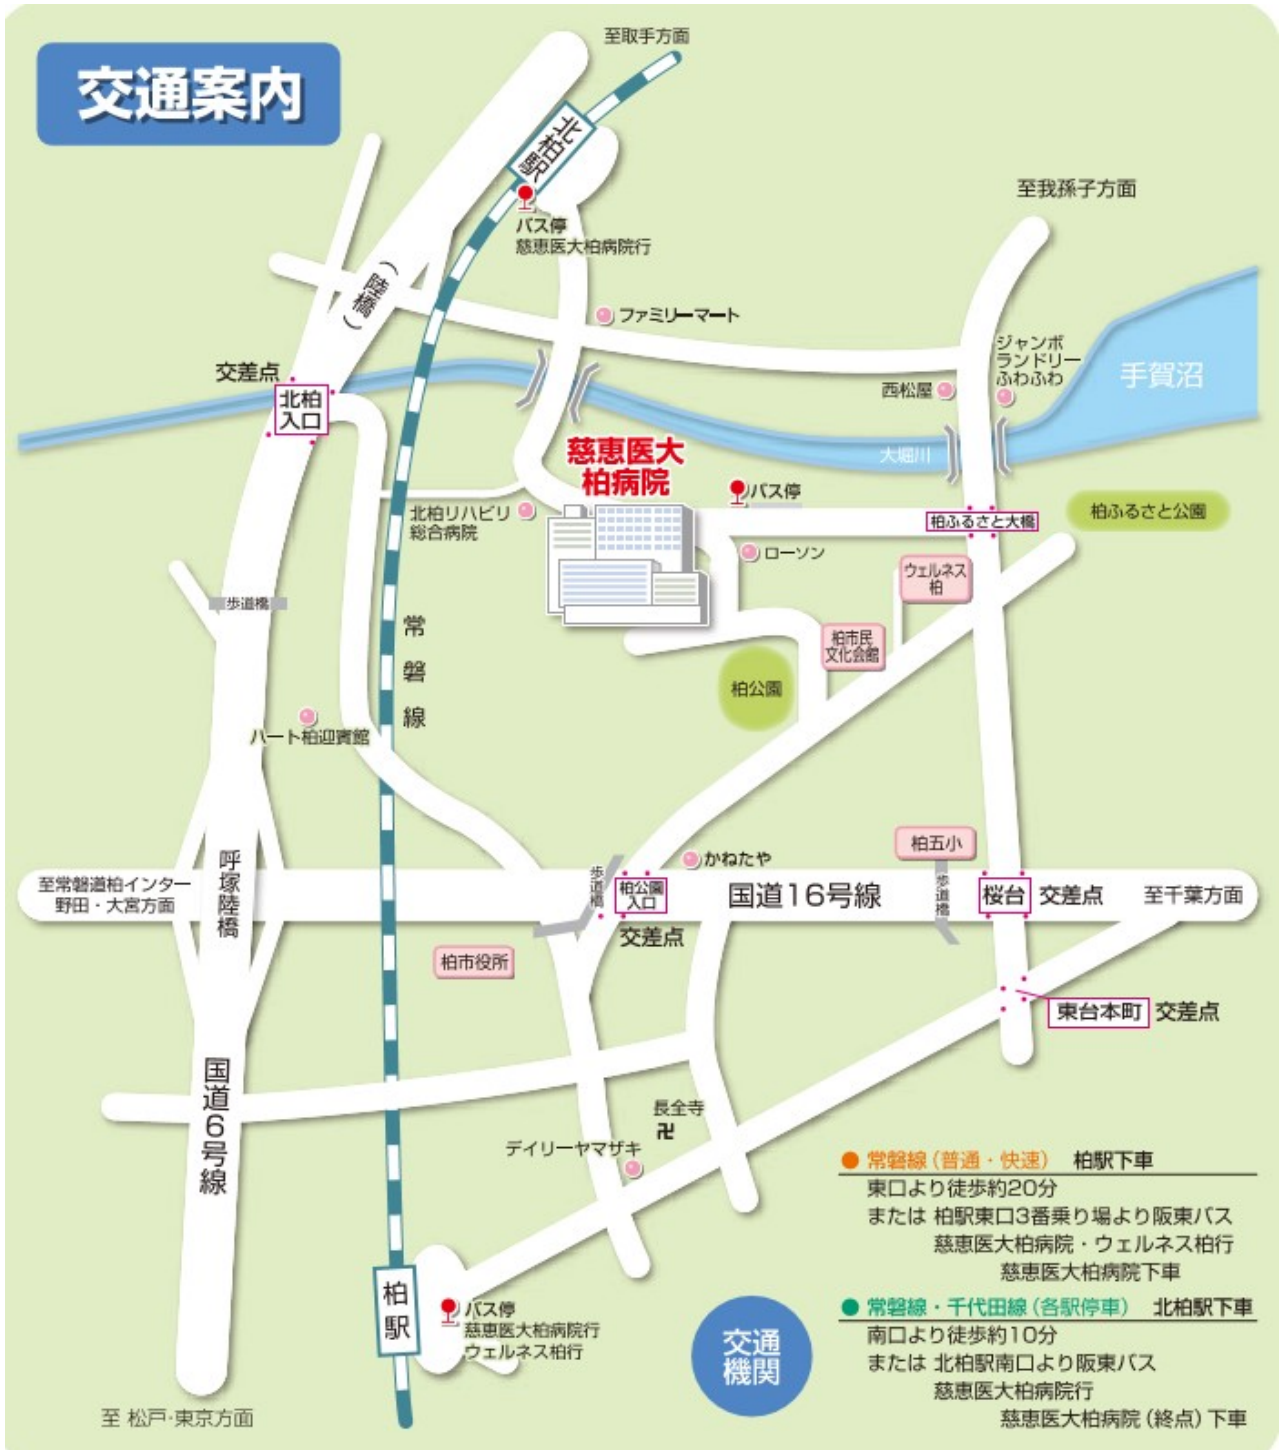 交通案内
至取手方面
北柏駅
バス停
慈恵医大柏病院行
至我孫子方面
(陸橋)
ファミリーマート
ジャンボ
ランドリー
ふわふわ
手賀沼
西松屋
交差点
北柏
入口
大堀川
慈恵医大
柏病院
バス停
柏ふるさと大橋
柏ふるさと公園
北柏リハビリ
総合病院
ローソン
ウェルネス
柏
歩道橋
常磐線
柏市民
文化会館
柏公園
ハート柏迎賓館
呼塚陸橋
柏五小
かねたや
歩道橋
柏公園
入口
国道16号線
歩道橋
桜台
交差点
至千葉方面
至常磐道柏インター
野田・大宮方面
交差点
柏市役所
東台本町
交差点
国道6号線
長全寺
卍
デイリーヤマザキ
柏駅
バス停
慈恵医大柏病院行
ウェルネス柏行
至 松戸・東京方面
交通
機関
● 常磐線(普通・快速) 柏駅下車
東口より徒歩約20分
または 柏駅東口3番乗り場より阪東バス
慈恵医大柏病院・ウェルネス柏行
慈恵医大柏病院下車
● 常磐線・千代田線(各駅停車) 北柏駅下車
南口より徒歩約10分
または 北柏駅南口より阪東バス
慈恵医大柏病院行
慈恵医大柏病院(終点)下車